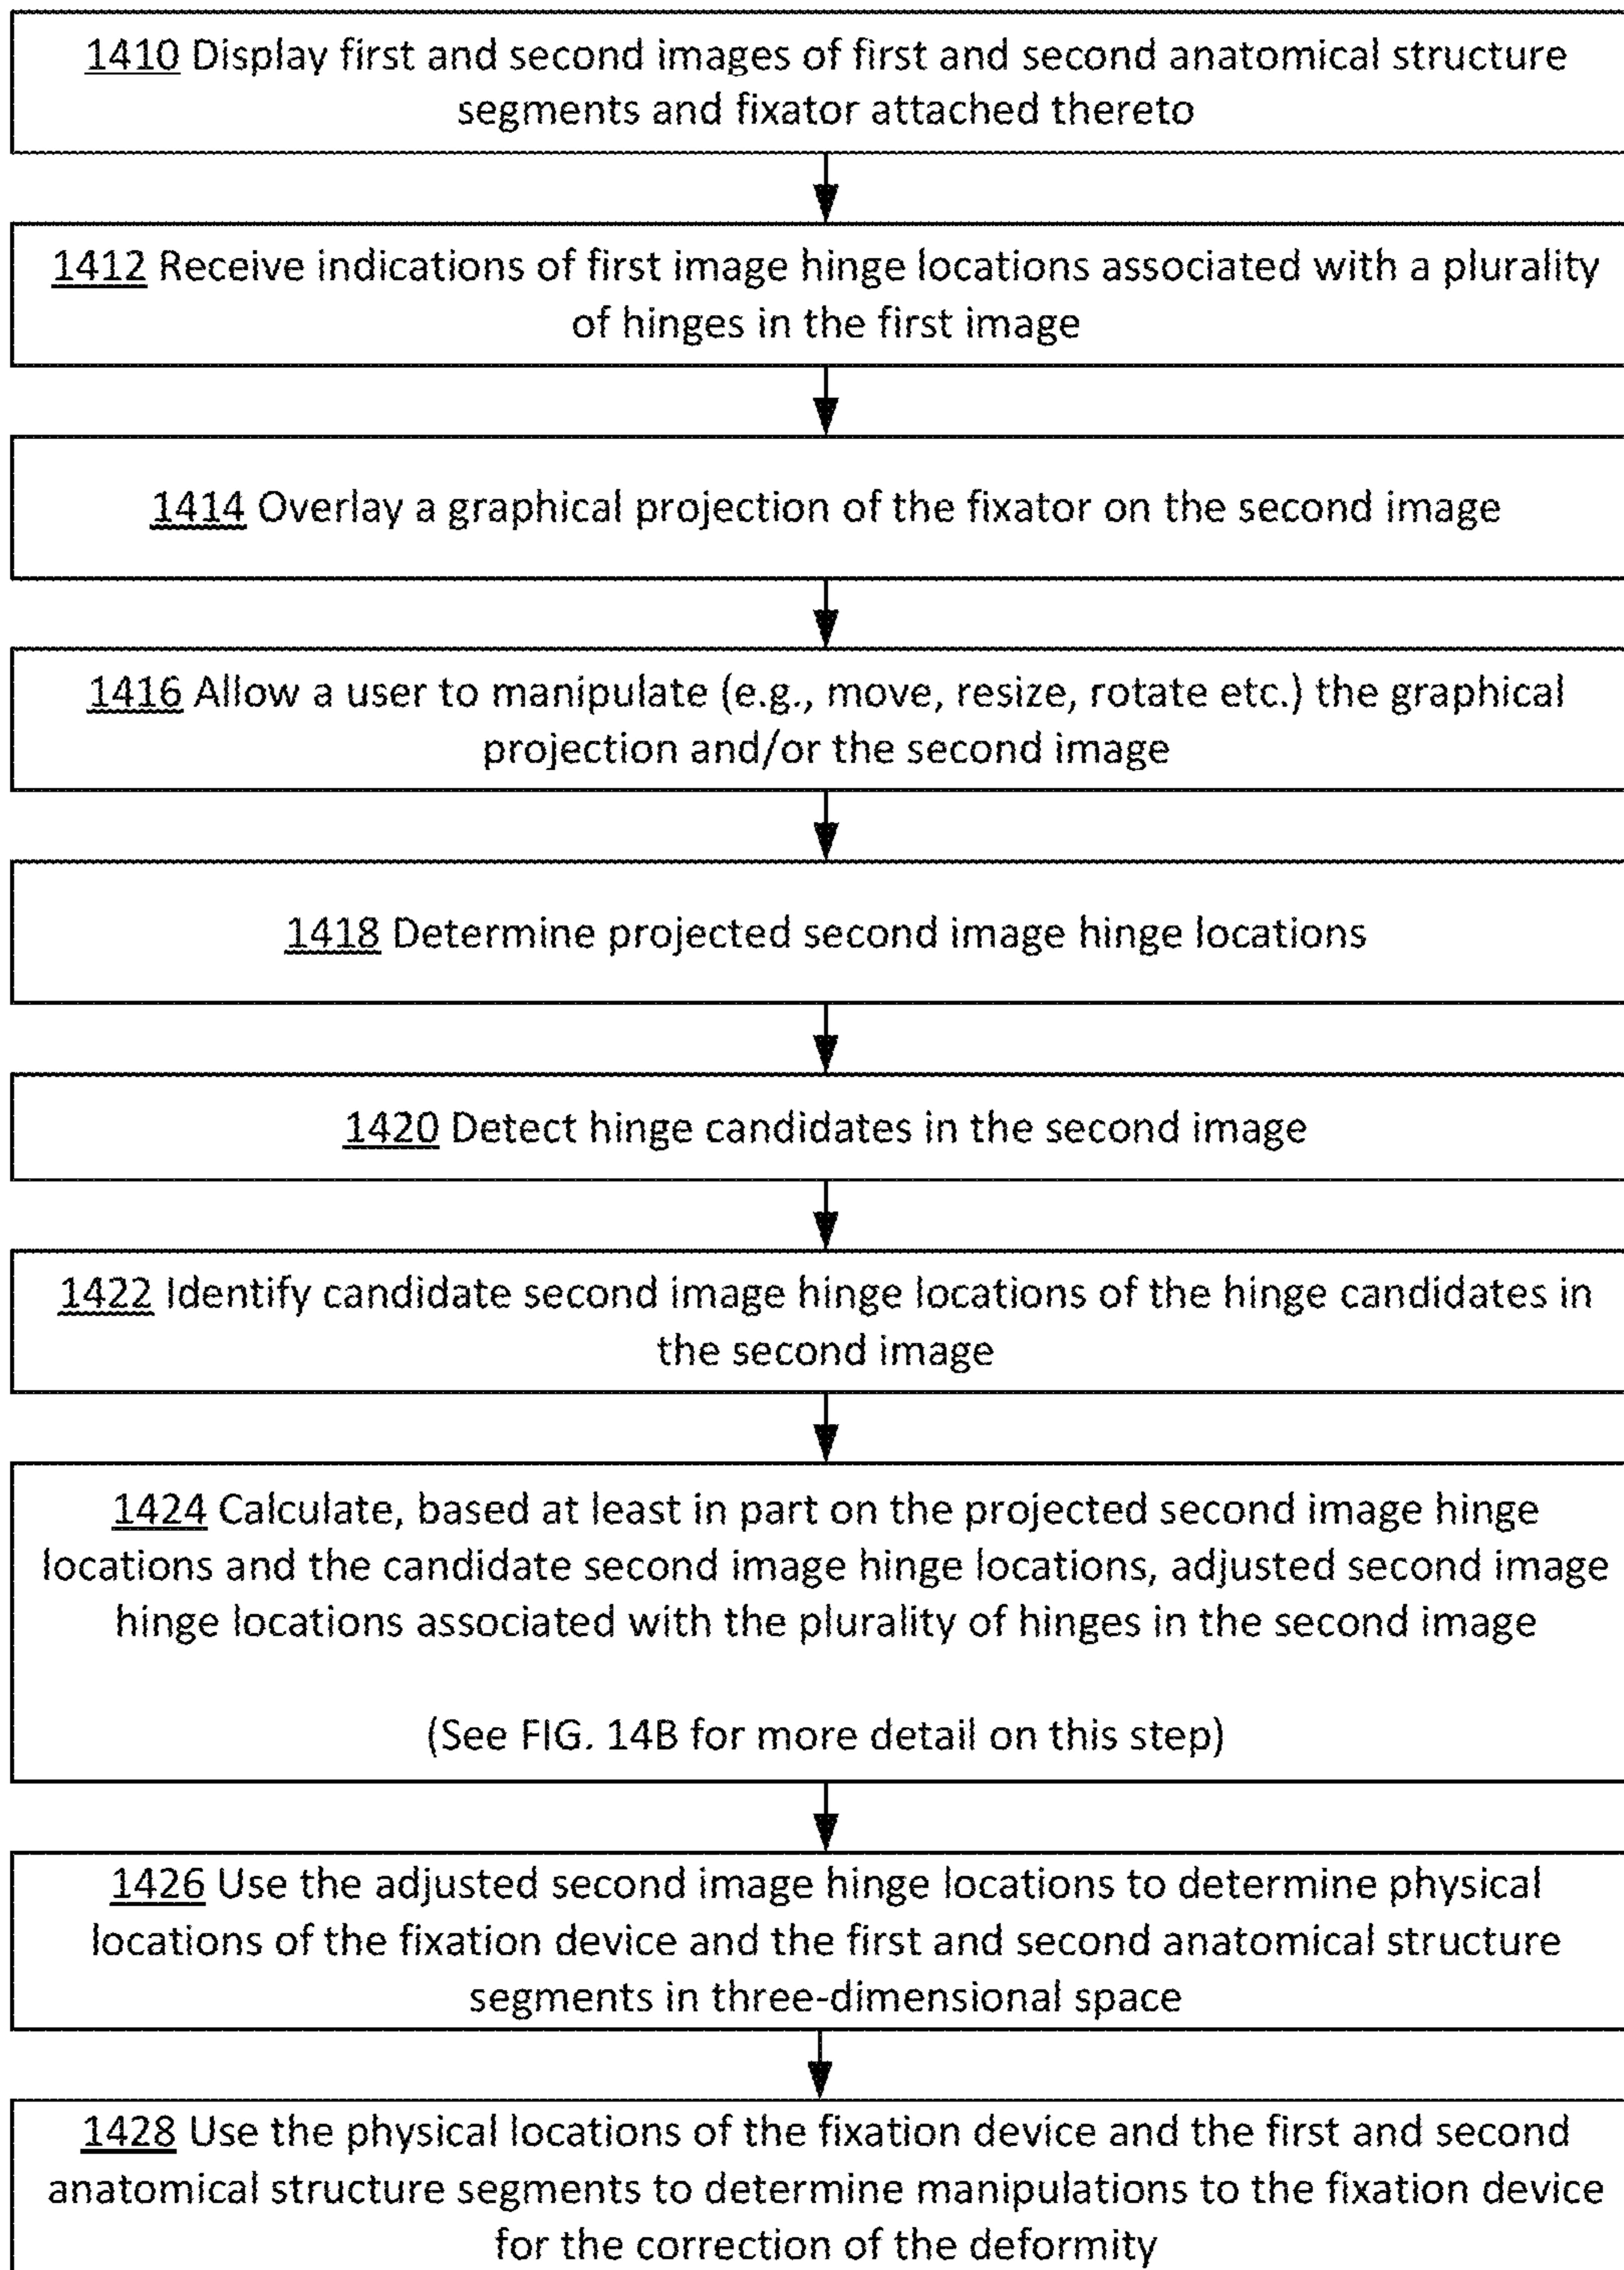 1410 Display first and second images of first and second anatomical structure
segments and fixator attached thereto
1412 Receive indications of first image hinge locations associated with a plurality
of hinges in the first image
1414 Overlay a graphical projection of the fixator on the second image
1416 Allow a user to manipulate (e.g., move, resize, rotate etc.) the graphical
projection and/or the second image
1418 Determine projected second image hinge locations
1420 Detect hinge candidates in the second image
1422 Identify candidate second image hinge locations of the hinge candidates in
the second image
1424 Calculate, based at least in part on the projected second image hinge
locations and the candidate second image hinge locations, adjusted second image
hinge locations associated with the plurality of hinges in the second image
(See FIG. 14B for more detail on this step)
1426 Use the adjusted second image hinge locations to determine physical
locations of the fixation device and the first and second anatomical structure
segments in three-dimensional space
1428 Use the physical locations of the fixation device and the first and second
anatomical structure segments to determine manipulations to the fixation device
for the correction of the deformity